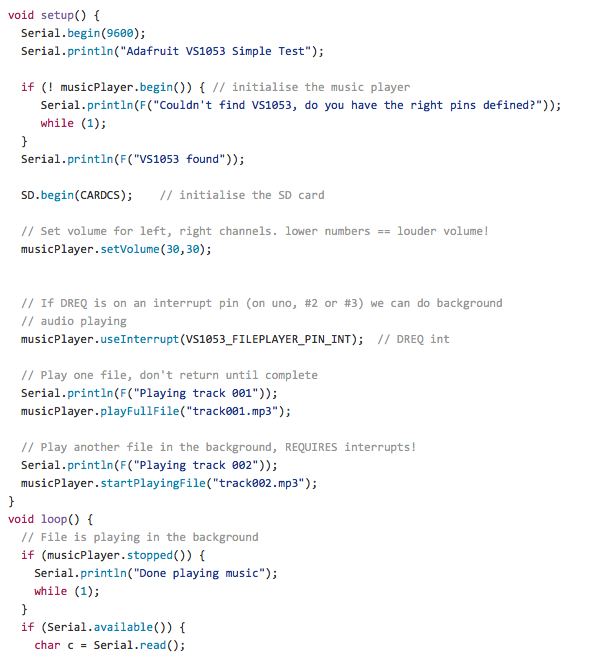 void setup() {
  Serial.begin(9600);
  Serial.println("Adafruit VS1053 Simple Test");

  if (! musicPlayer.begin()) { // initialise the music player
     Serial.println(F("Couldn't find VS1053, do you have the right pins defined?"));
     while (1);
  }
  Serial.println(F("VS1053 found"));

  SD.begin(CARDCS);    // initialise the SD card

  // Set volume for left, right channels. lower numbers == louder volume!
  musicPlayer.setVolume(30,30);


  // If DREQ is on an interrupt pin (on uno, #2 or #3) we can do background
  // audio playing
  musicPlayer.useInterrupt(VS1053_FILEPLAYER_PIN_INT);  // DREQ int

  // Play one file, don't return until complete
  Serial.println(F("Playing track 001"));
  musicPlayer.playFullFile("track001.mp3");

  // Play another file in the background, REQUIRES interrupts!
  Serial.println(F("Playing track 002"));
  musicPlayer.startPlayingFile("track002.mp3");
}
void loop() {
  // File is playing in the background
  if (musicPlayer.stopped()) {
    Serial.println("Done playing music");
    while (1);
  }
  if (Serial.available()) {
    char c = Serial.read();